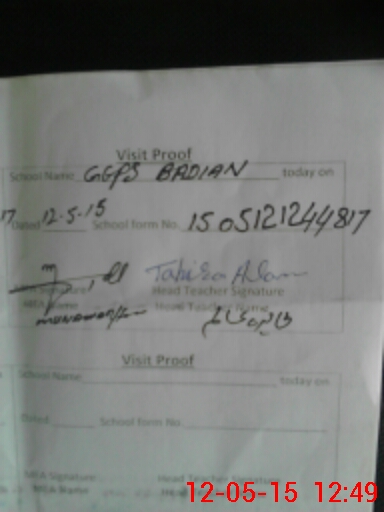 Visit Proof
School Name GGPS BADIAN today on
17 Dated 12-5-15 School form No. 1505121244817
Tahira Aslam
MEA Signature Head Teacher Signature
MEA Name Head Teacher Name
Visit Proof
School Name today on
Dated School form No.
MEA Signature Head Teacher Signature
MEA Name
12-05-15 12:49